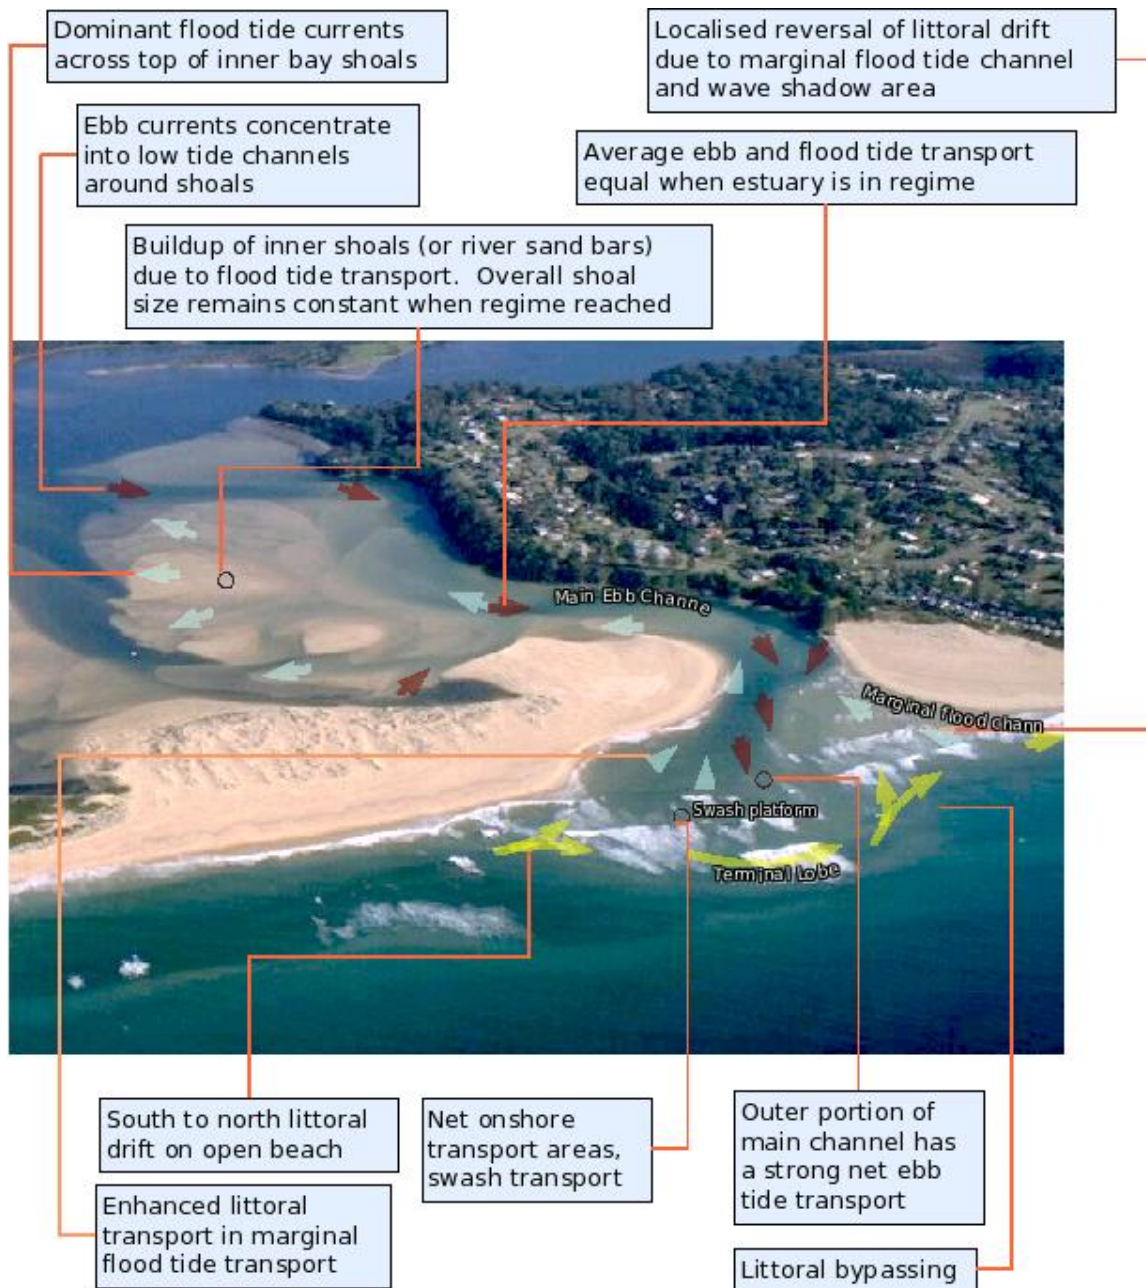 Dominant flood tide currents
across top of inner bay shoals
Localised reversal of littoral drift
due to marginal flood tide channel
and wave shadow area
Ebb currents concentrate
into low tide channels
around shoals
Average ebb and flood tide transport
equal when estuary is in regime
Buildup of inner shoals (or river sand bars)
due to flood tide transport.  Overall shoal
size remains constant when regime reached
Main Ebb Channe
Marginal flood chann
Swash platform
Terminal Lobe
South to north littoral
drift on open beach
Net onshore
transport areas,
swash transport
Outer portion of
main channel has
a strong net ebb
tide transport
Enhanced littoral
transport in marginal
flood tide transport
Littoral bypassing